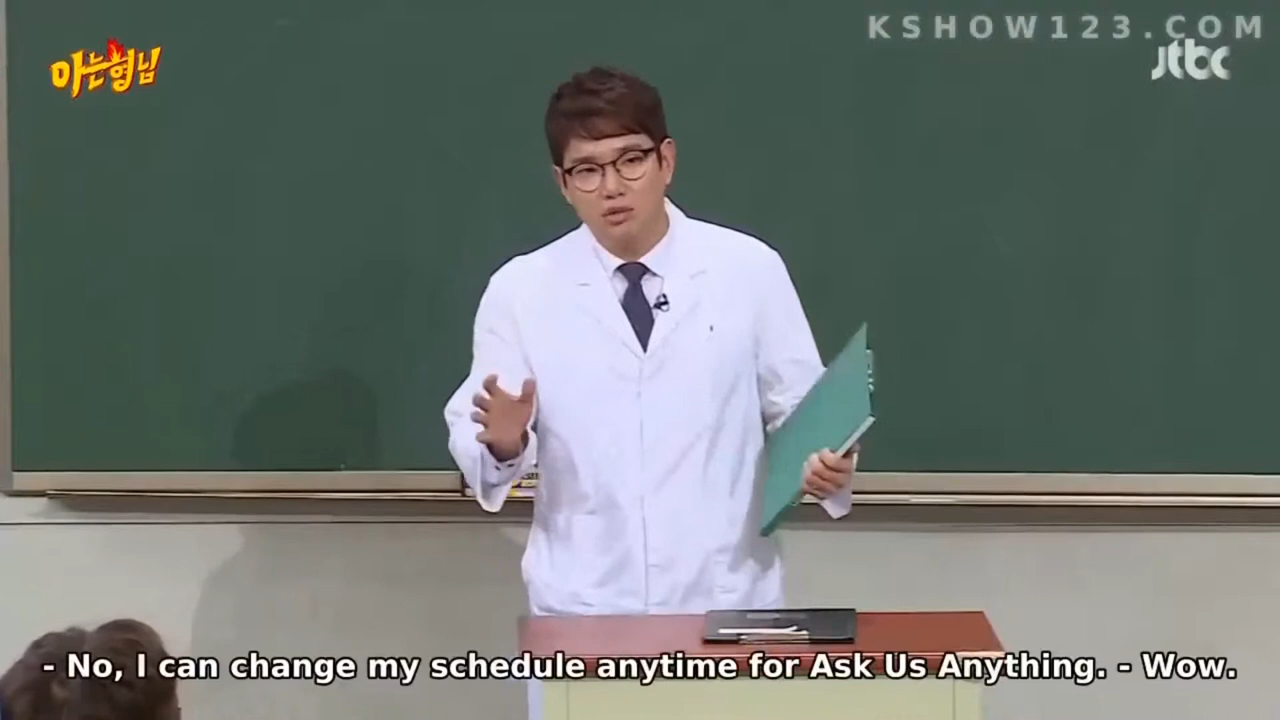 KSHOW123.COM
아는형님
jtbc
- No, I can change my schedule anytime for Ask Us Anything. - Wow.